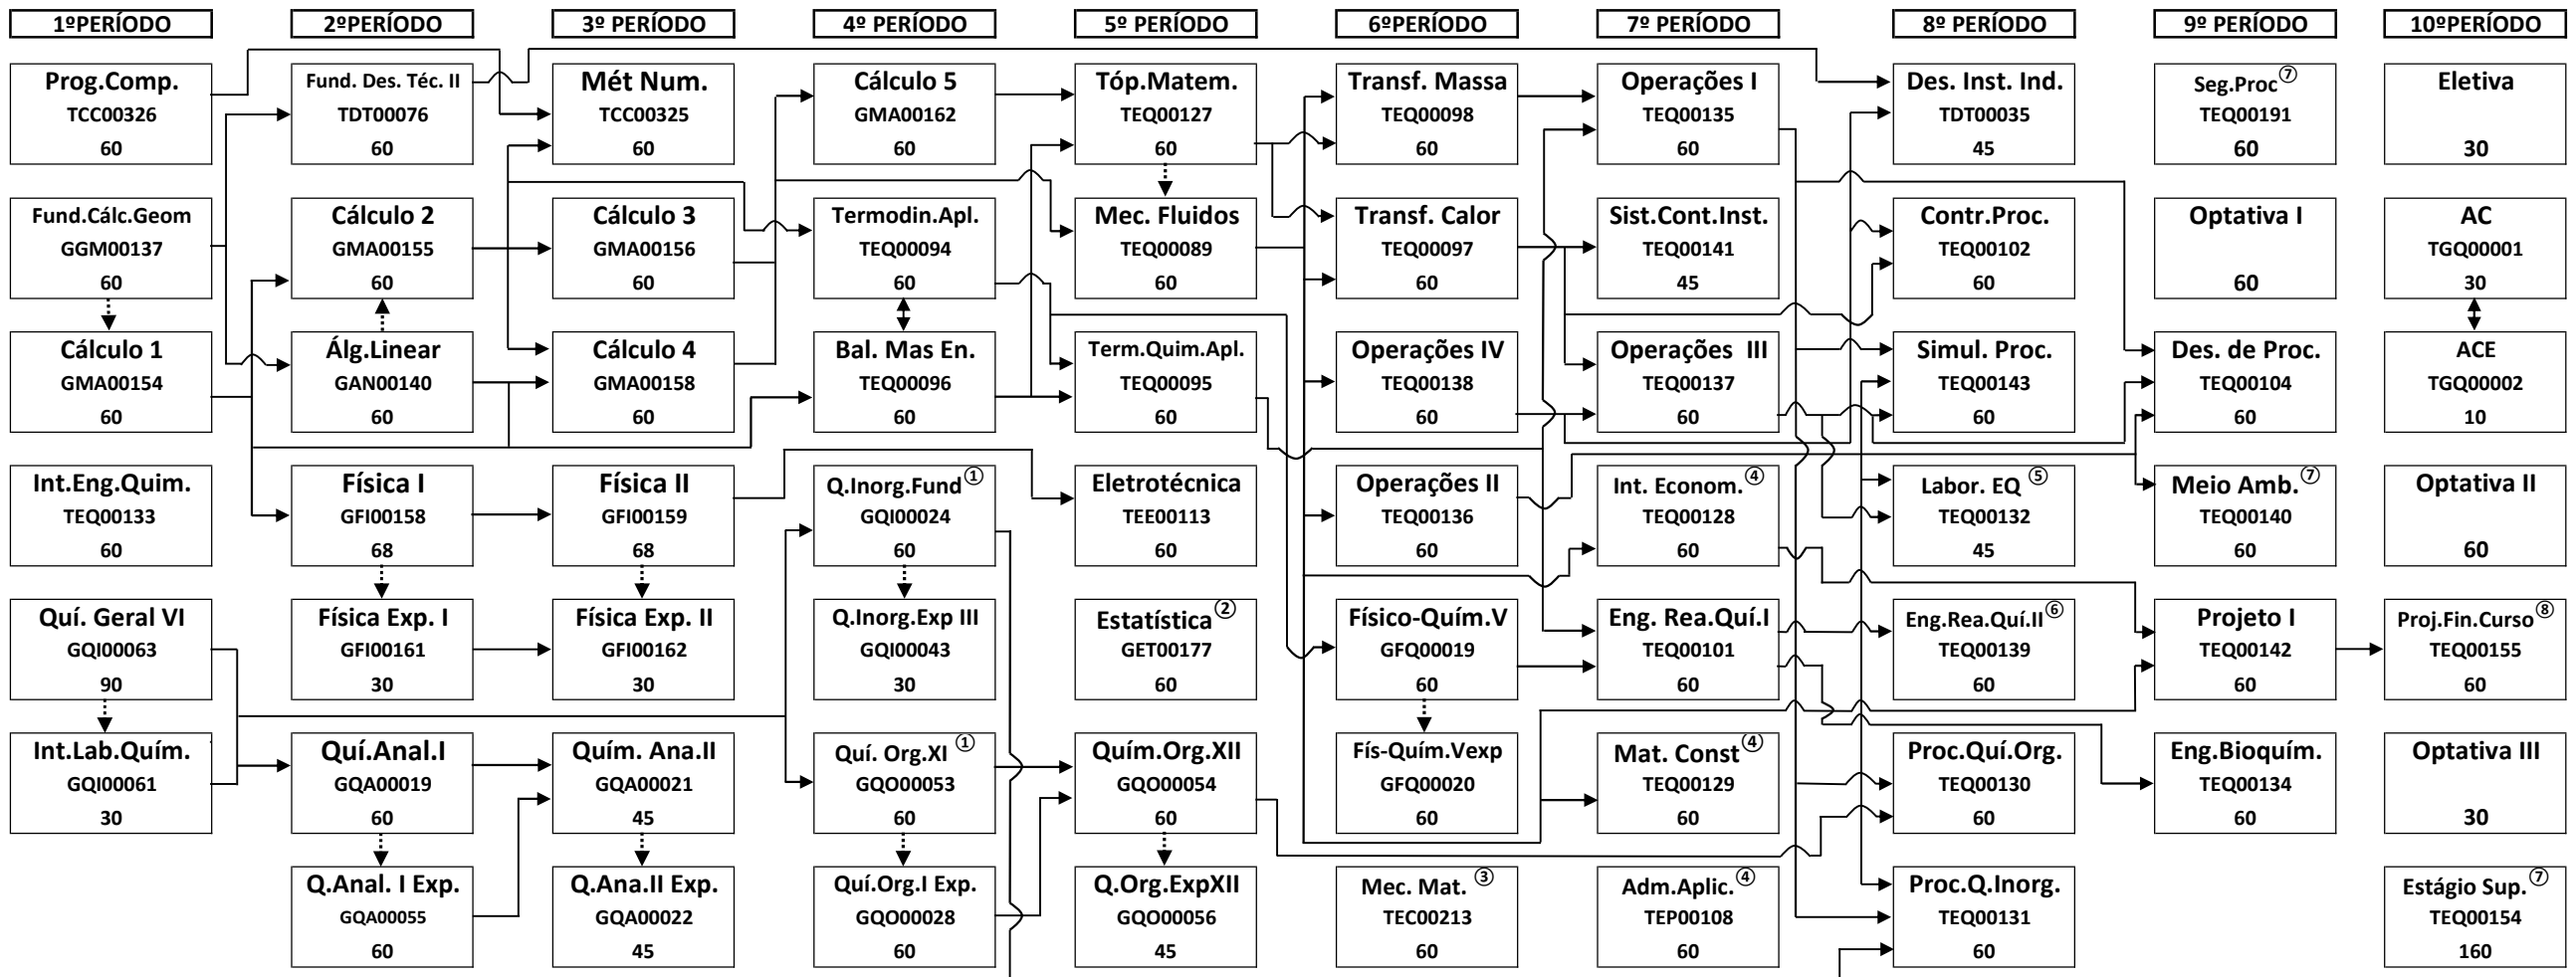 1ºPERÍODO
2ºPERÍODO
3º PERÍODO
4º PERÍODO
5º PERÍODO
6ºPERÍODO
7º PERÍODO
8º PERÍODO
9º PERÍODO
10ºPERÍODO
Prog.Comp.
TCC00326
60
Fund. Des. Téc. II
TDT00076
60
Mét Num.
TCC00325
60
Cálculo 5
GMA00162
60
Tóp.Matem.
TEQ00127
60
Transf. Massa
TEQ00098
60
Operações I
TEQ00135
60
Des. Inst. Ind.
TDT00035
45
Seg.Proc⑦
TEQ00191
60
Eletiva
30
Fund.Cálc.Geom
GGM00137
60
Cálculo 2
GMA00155
60
Cálculo 3
GMA00156
60
Termodin.Apl.
TEQ00094
60
Mec. Fluidos
TEQ00089
60
Transf. Calor
TEQ00097
60
Sist.Cont.Inst.
TEQ00141
45
Contr.Proc.
TEQ00102
60
Optativa I
60
AC
TGQ00001
30
Cálculo 1
GMA00154
60
Álg.Linear
GAN00140
60
Cálculo 4
GMA00158
60
Bal. Mas En.
TEQ00096
60
Term.Quim.Apl.
TEQ00095
60
Operações IV
TEQ00138
60
Operações III
TEQ00137
60
Simul. Proc.
TEQ00143
60
Des. de Proc.
TEQ00104
60
ACE
TGQ00002
10
Int.Eng.Quim.
TEQ00133
60
Física I
GFI00158
68
Física II
GFI00159
68
Q.Inorg.Fund①
GQI00024
60
Eletrotécnica
TEE00113
60
Operações II
TEQ00136
60
Int. Econom.④
TEQ00128
60
Labor. EQ⑤
TEQ00132
45
Meio Amb.⑦
TEQ00140
60
Optativa II
60
Quí. Geral VI
GQI00063
90
Física Exp. I
GFI00161
30
Física Exp. II
GFI00162
30
Q.Inorg.Exp III
GQI00043
30
Estatística②
GET00177
60
Físico-Quím.V
GFQ00019
60
Eng. Rea.Quí.I
TEQ00101
60
Eng.Rea.Quí.II⑥
TEQ00139
60
Projeto I
TEQ00142
60
Proj.Fin.Curso⑧
TEQ00155
60
Int.Lab.Quím.
GQI00061
30
Quí.Anal.I
GQA00019
60
Quím. Ana.II
GQA00021
45
Quí. Org.XI①
GQO00053
60
Quím.Org.XII
GQO00054
60
Fís-Quím.Vexp
GFQ00020
60
Mat. Const④
TEQ00129
60
Proc.Quí.Org.
TEQ00130
60
Eng.Bioquím.
TEQ00134
60
Optativa III
30
Q.Anal. I Exp.
GQA00055
60
Q.Ana.II Exp.
GQA00022
45
Quí.Org.I Exp.
GQO00028
60
Q.Org.ExpXII
GQO00056
45
Mec. Mat.③
TEC00213
60
Adm.Aplic.④
TEP00108
60
Proc.Q.Inorg.
TEQ00131
60
Estágio Sup.⑦
TEQ00154
160